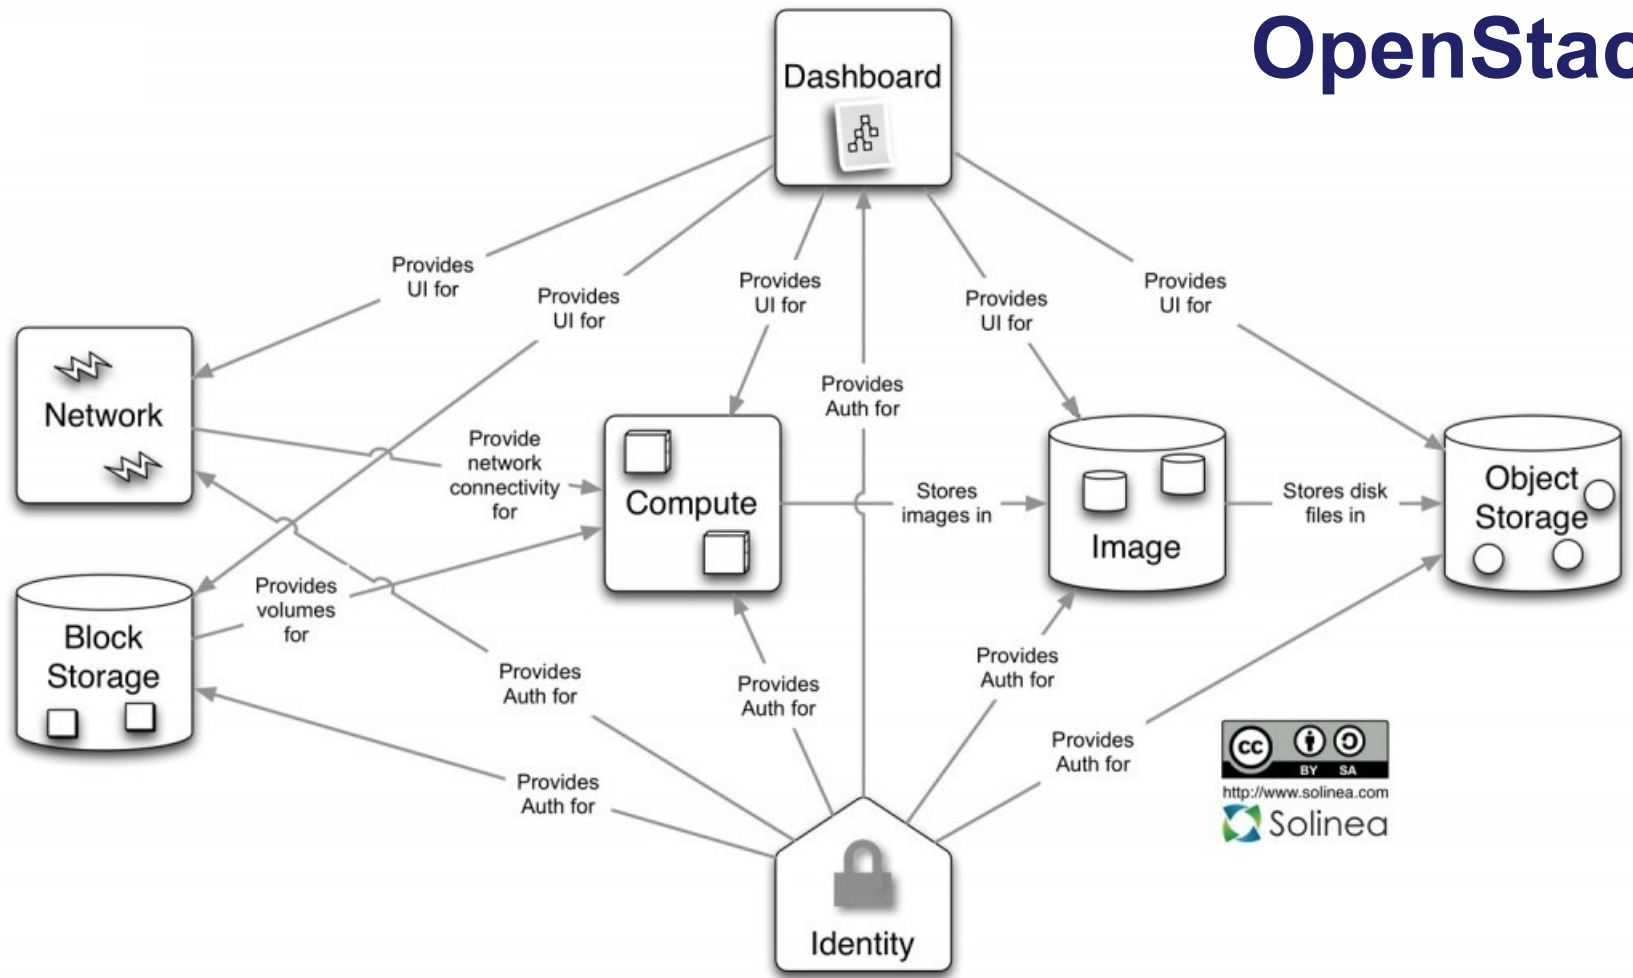 OpenStac
Dashboard
Provides
UI for
Provides
UI for
Provides
UI for
Provides
UI for
Provides
UI for
Provides
Auth for
Network
Provide
network
connectivity
for
Compute
Stores
images in
Image
Stores disk
files in
Object
Storage
Block
Storage
Provides
volumes
for
Provides
Auth for
Provides
Auth for
Provides
Auth for
Provides
Auth for
Provides
Auth for
Identity
cc
BY SA
http://www.solinea.com
Solinea